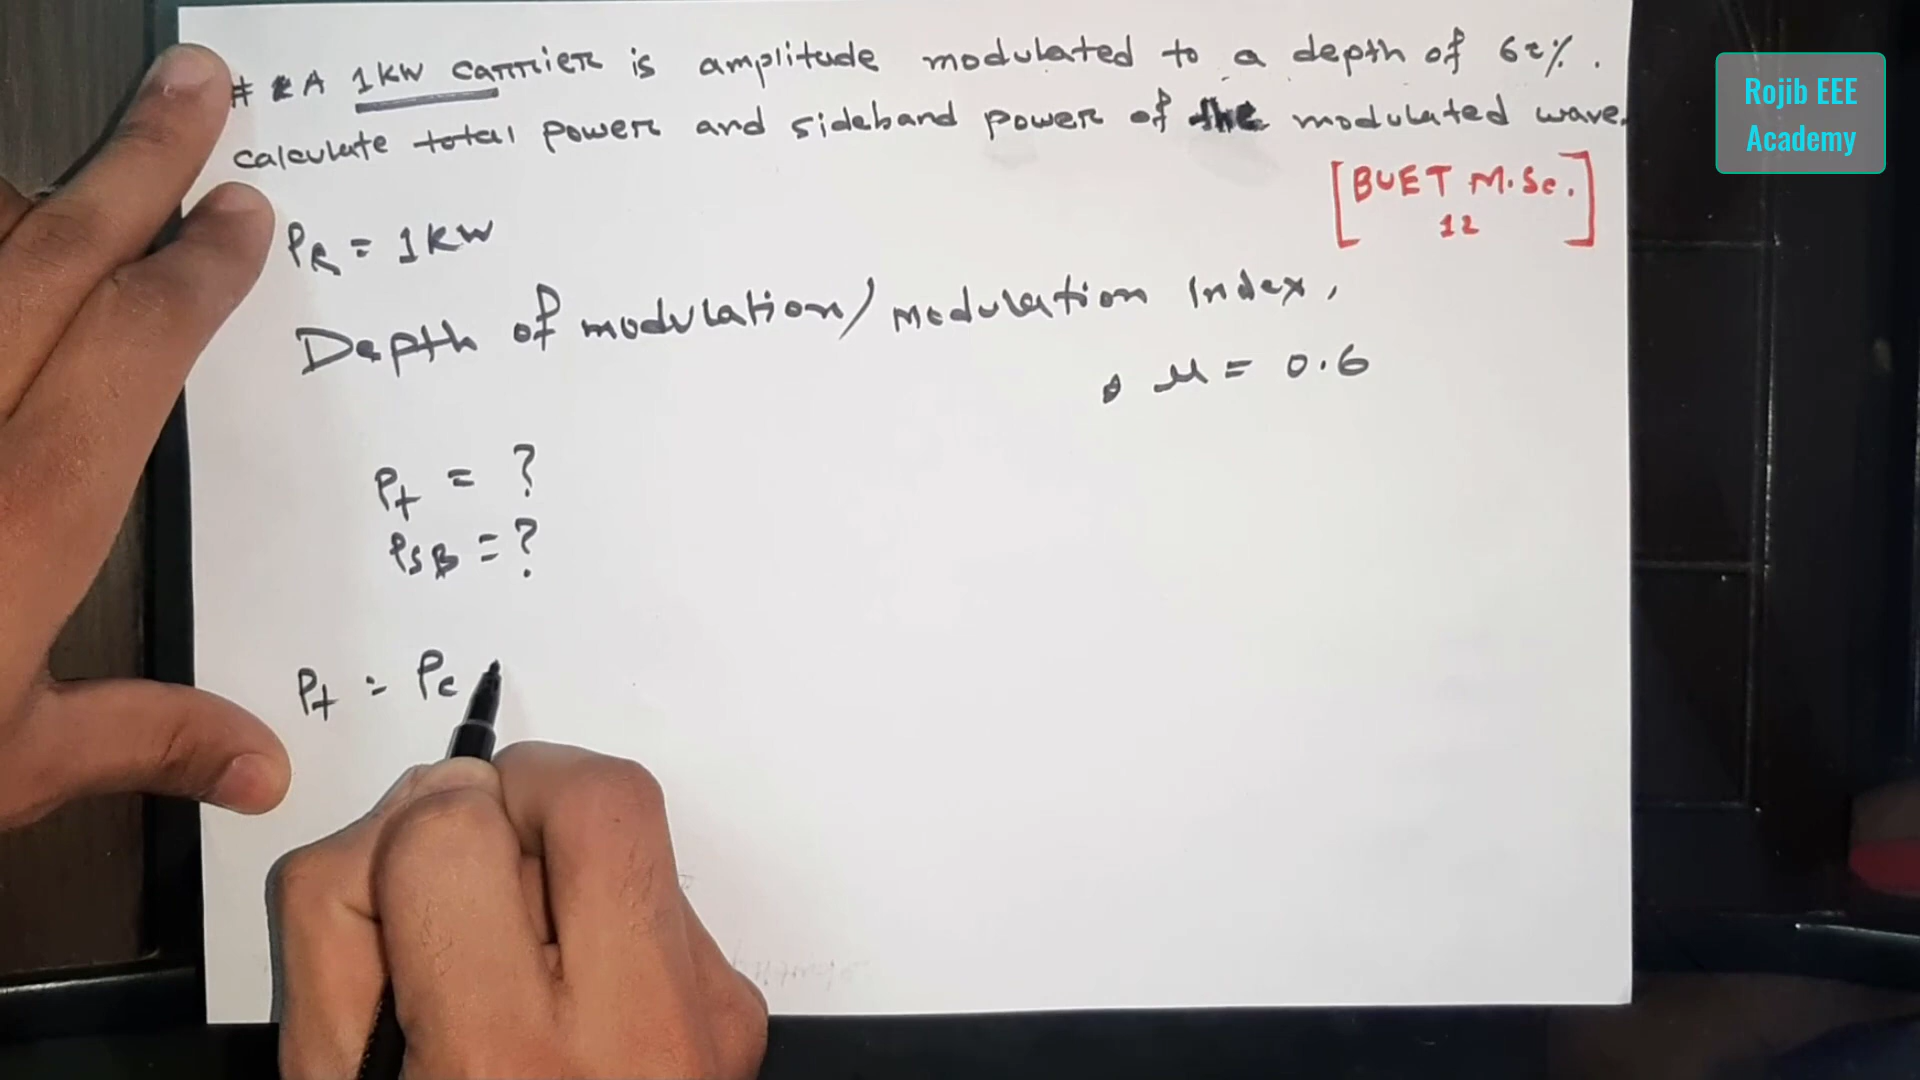 # A 1kW carrier is amplitude modulated to a depth of 60%.
calculate total power and sideband power of the modulated wave.
[BUET M.Sc.
12]
PR = 1kW
Depth of modulation/modulation Index,
μ = 0.6
Pt = ?
PSB = ?
Pt = Pc
Rojib EEE
Academy